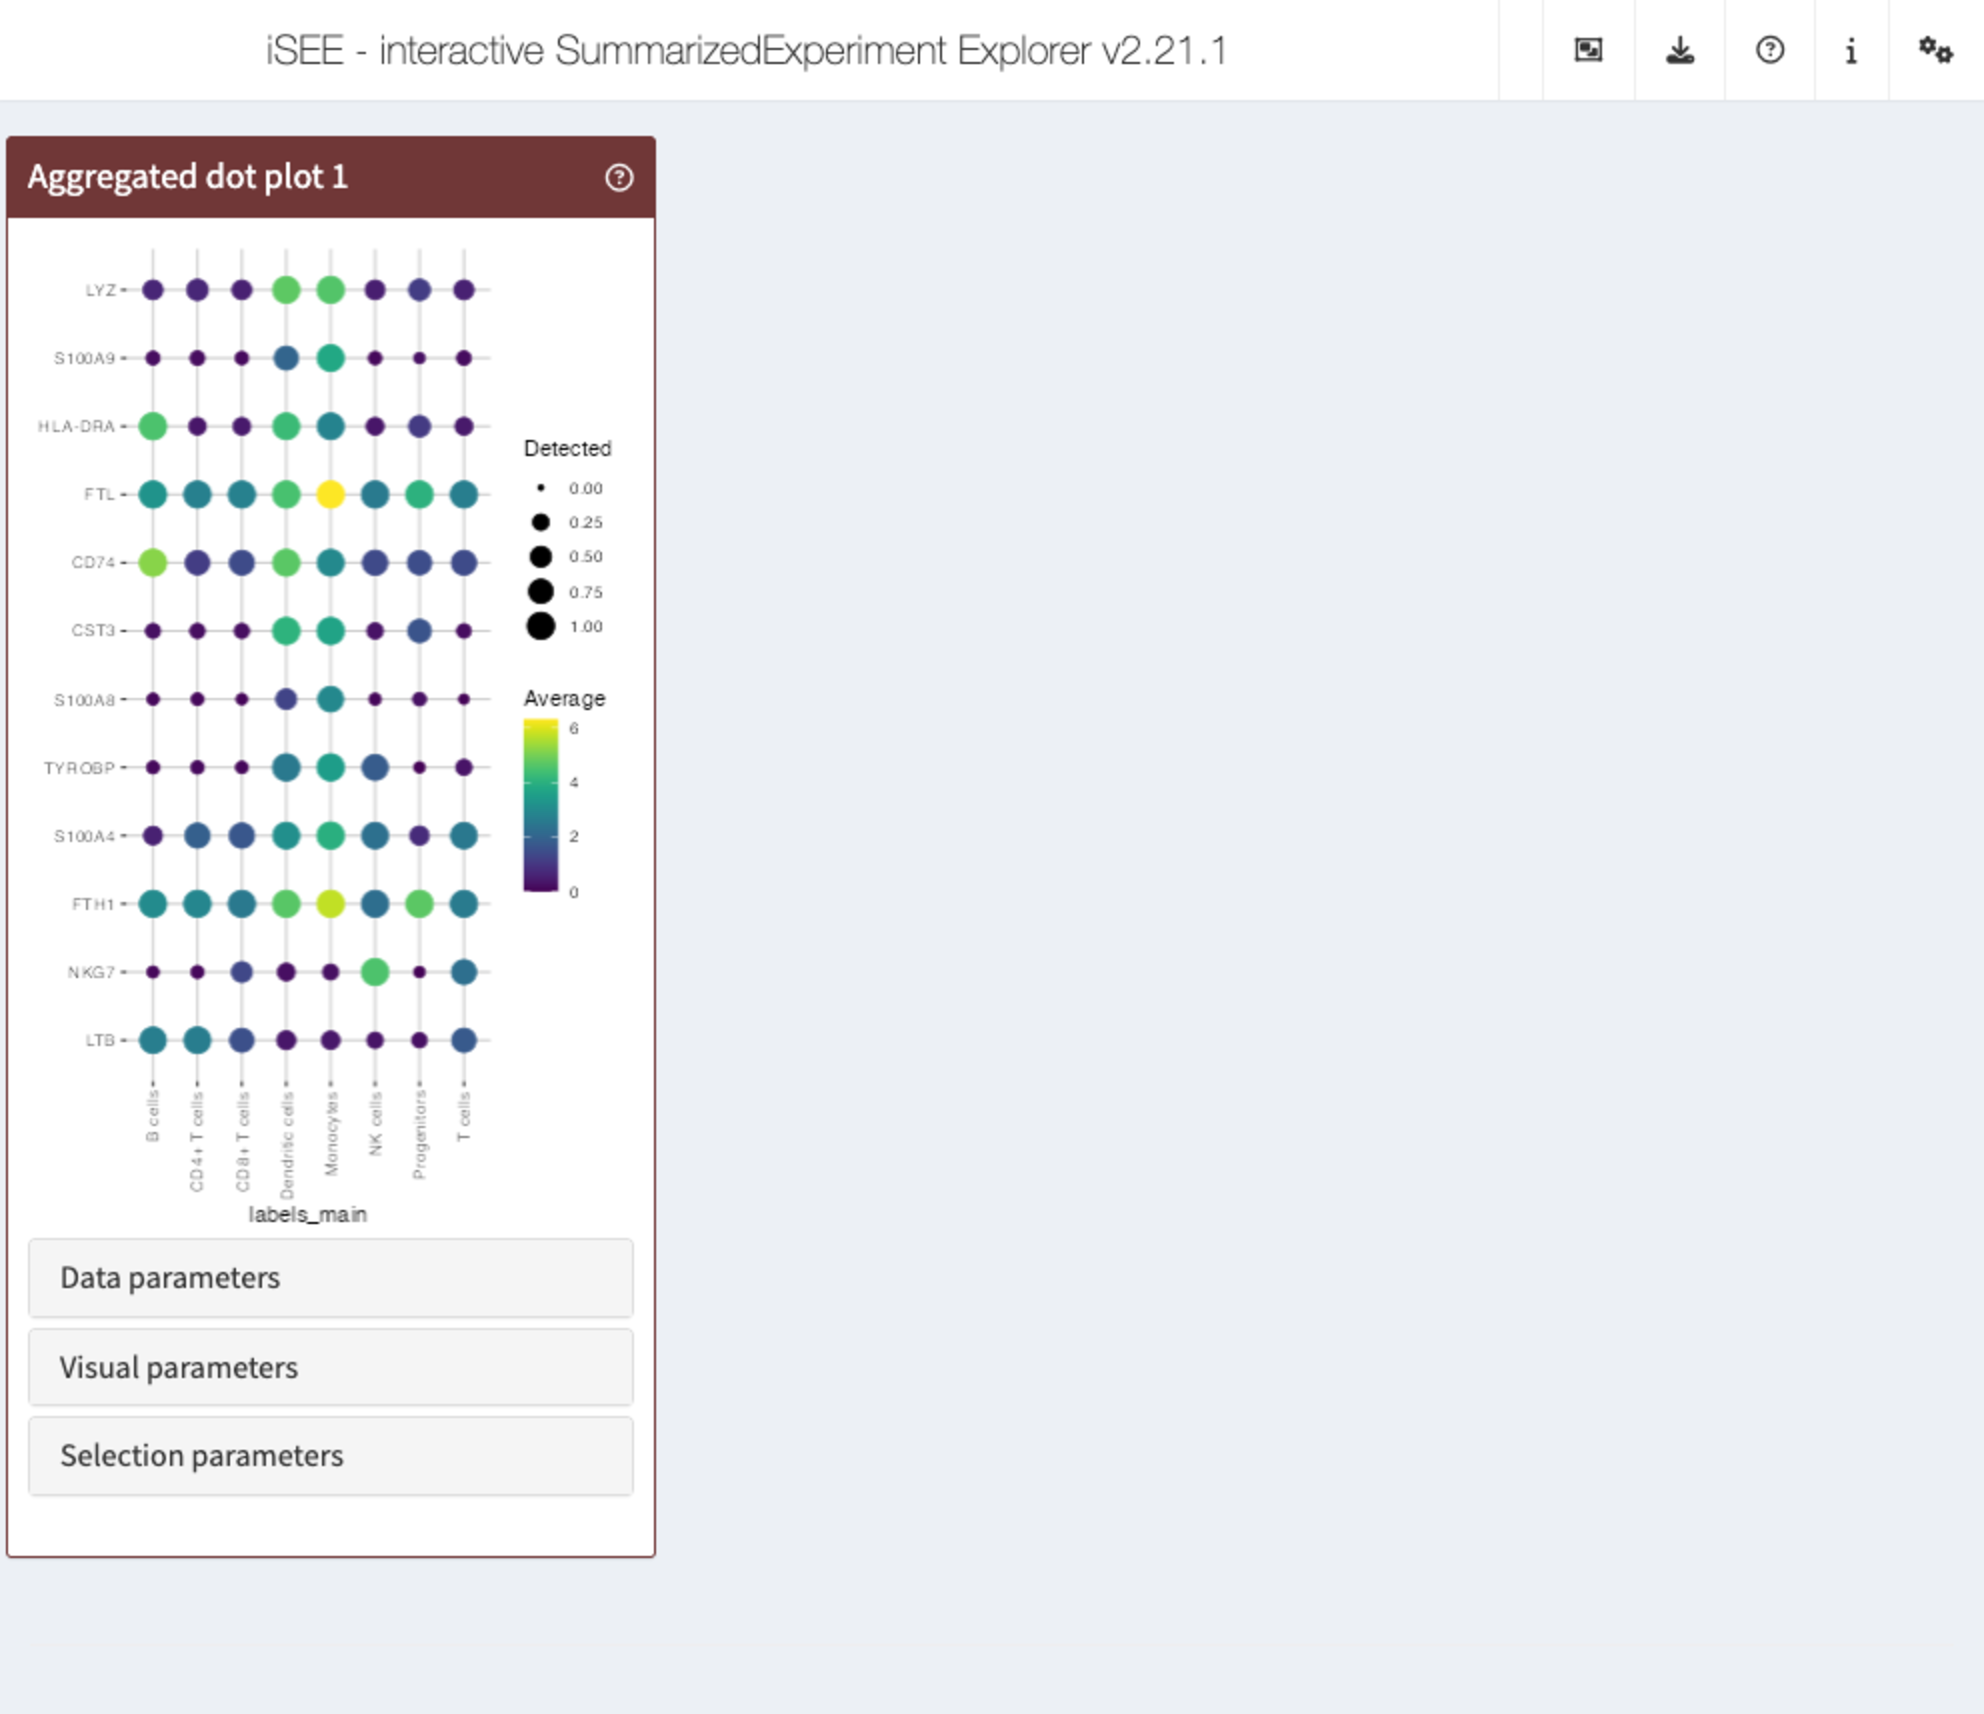 iSEE - interactive SummarizedExperiment Explorer v2.21.1
Aggregated dot plot 1
LYZ
S100A9
HLA-DRA
FTL
CD74
CST3
S100A8
TYROBP
S100A4
FTH1
NKG7
LTB
B cells
CD4+ T cells
CD8+ T cells
Dendritic cells
Monocytes
NK cells
Progenitors
T cells
labels_main
Detected
0.00
0.25
0.50
0.75
1.00
Average
6
4
2
0
Data parameters
Visual parameters
Selection parameters